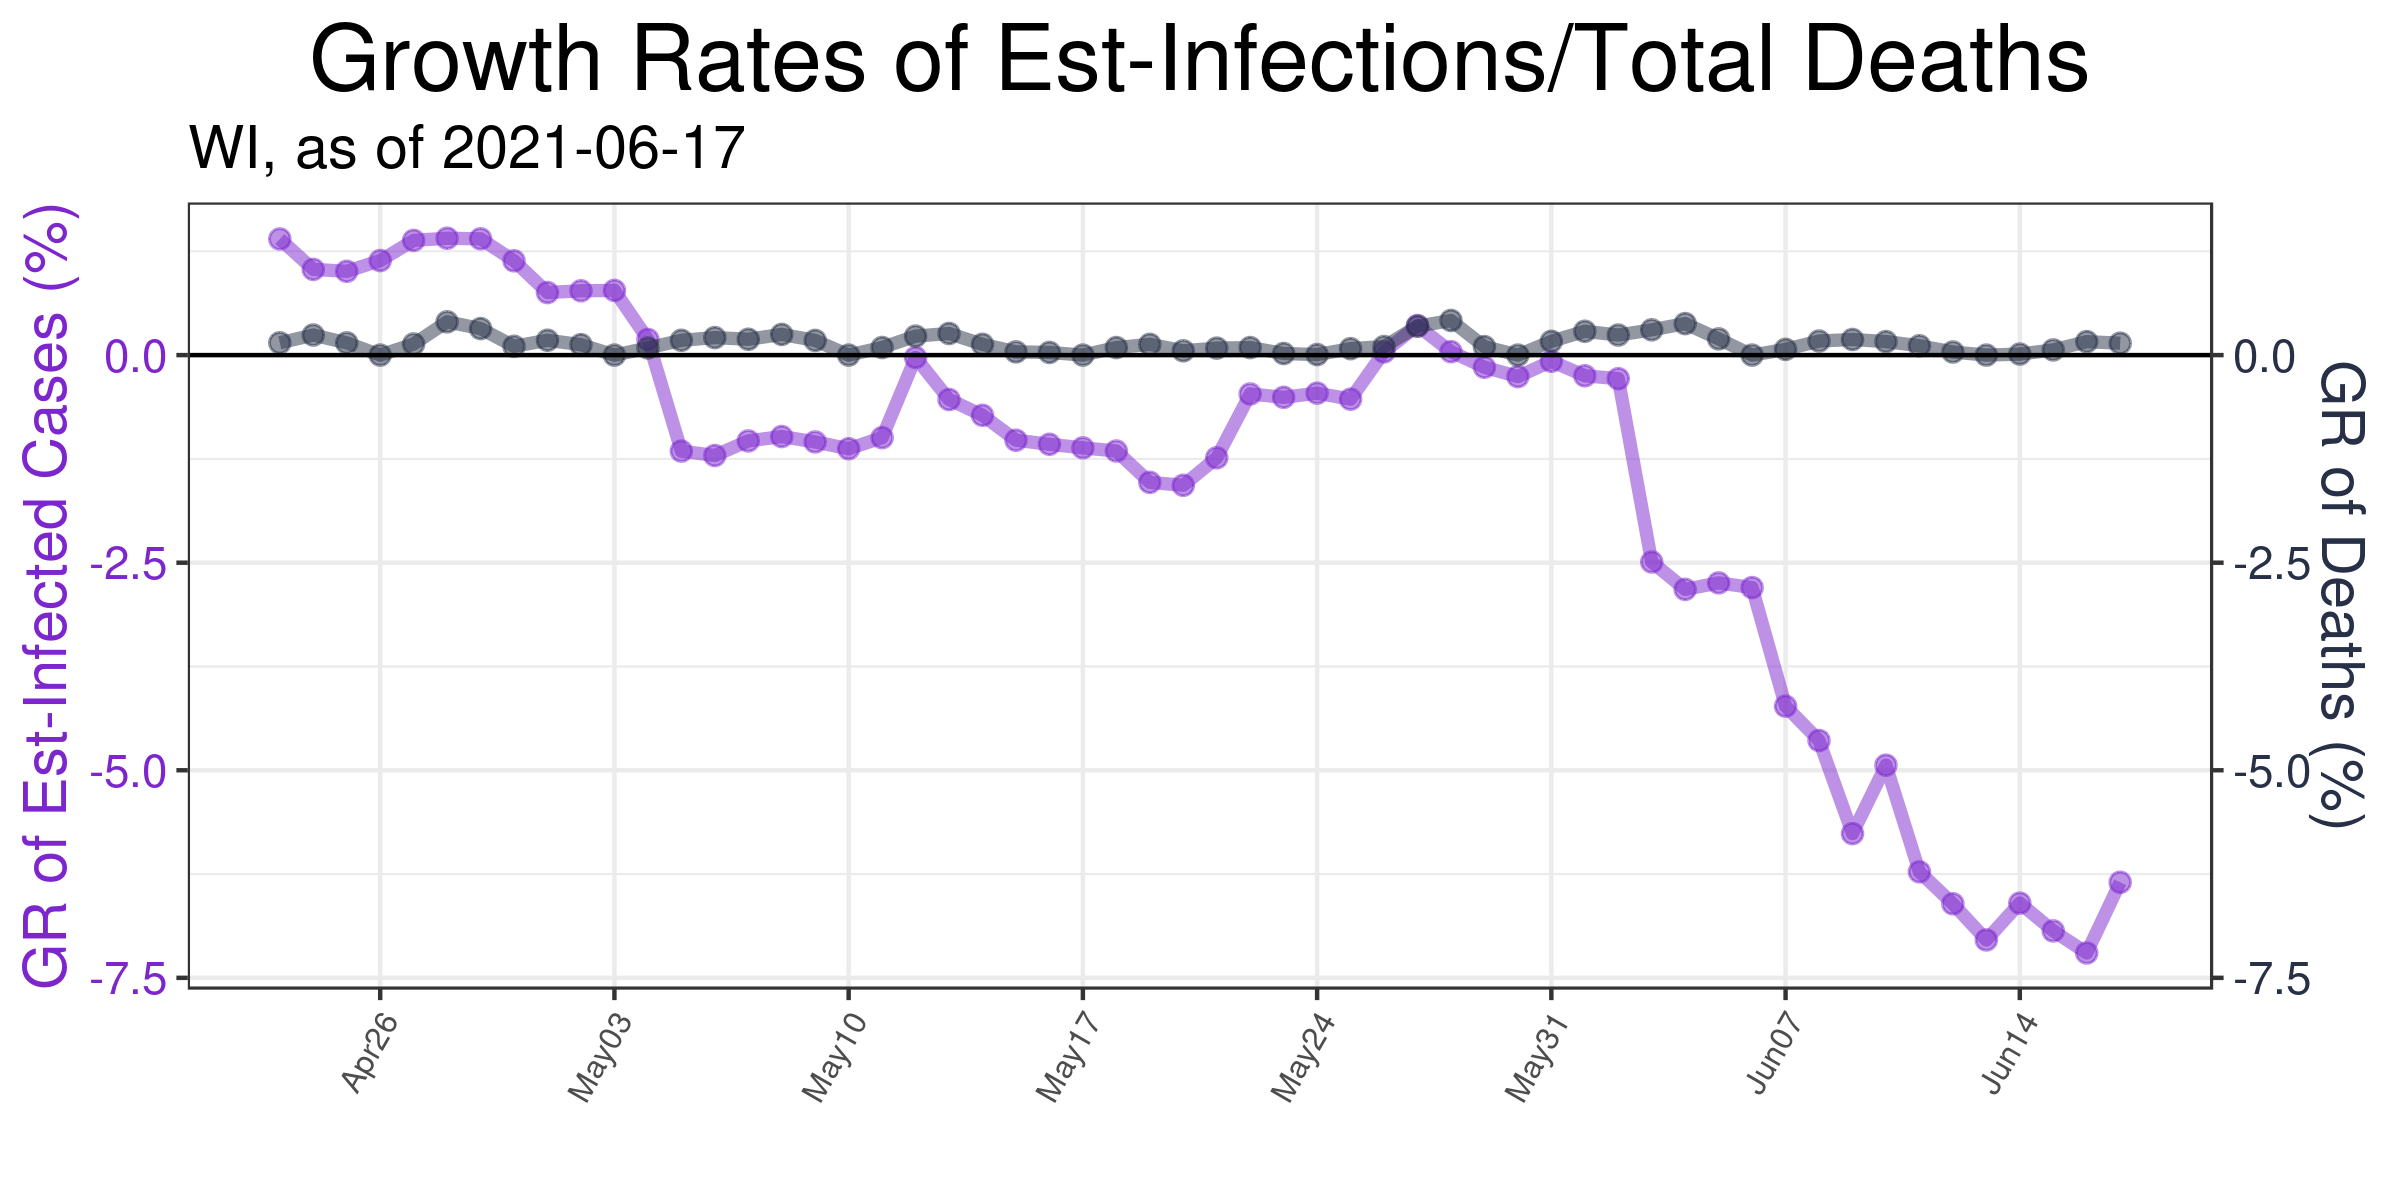 Growth Rates of Est-Infections/Total Deaths
WI, as of 2021-06-17
GR of Est-Infected Cases (%)
0.0
-2.5
-5.0
-7.5
0.0
-2.5
-5.0
-7.5
GR of Deaths (%)
Apr26
May03
May10
May17
May24
May31
Jun07
Jun14